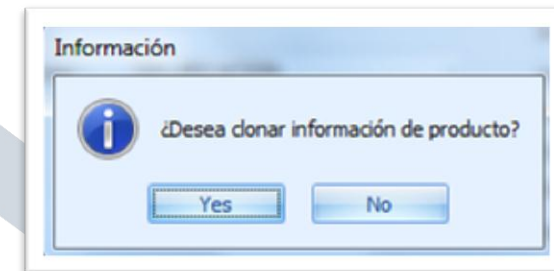 Información
¿Desea clonar información de producto?
Yes
No